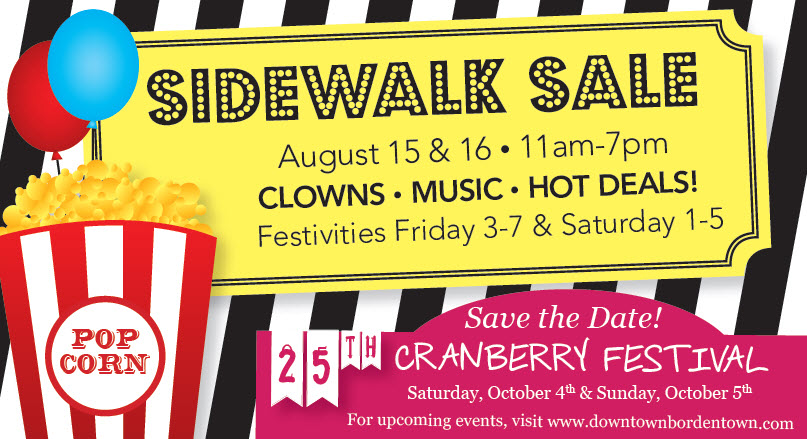 SIDEWALK SALE
August 15 & 16 • 11am-7pm
CLOWNS • MUSIC • HOT DEALS!
Festivities Friday 3-7 & Saturday 1-5
POP
CORN
Save the Date!
25TH CRANBERRY FESTIVAL
Saturday, October 4th & Sunday, October 5th
For upcoming events, visit www.downtownbordentown.com